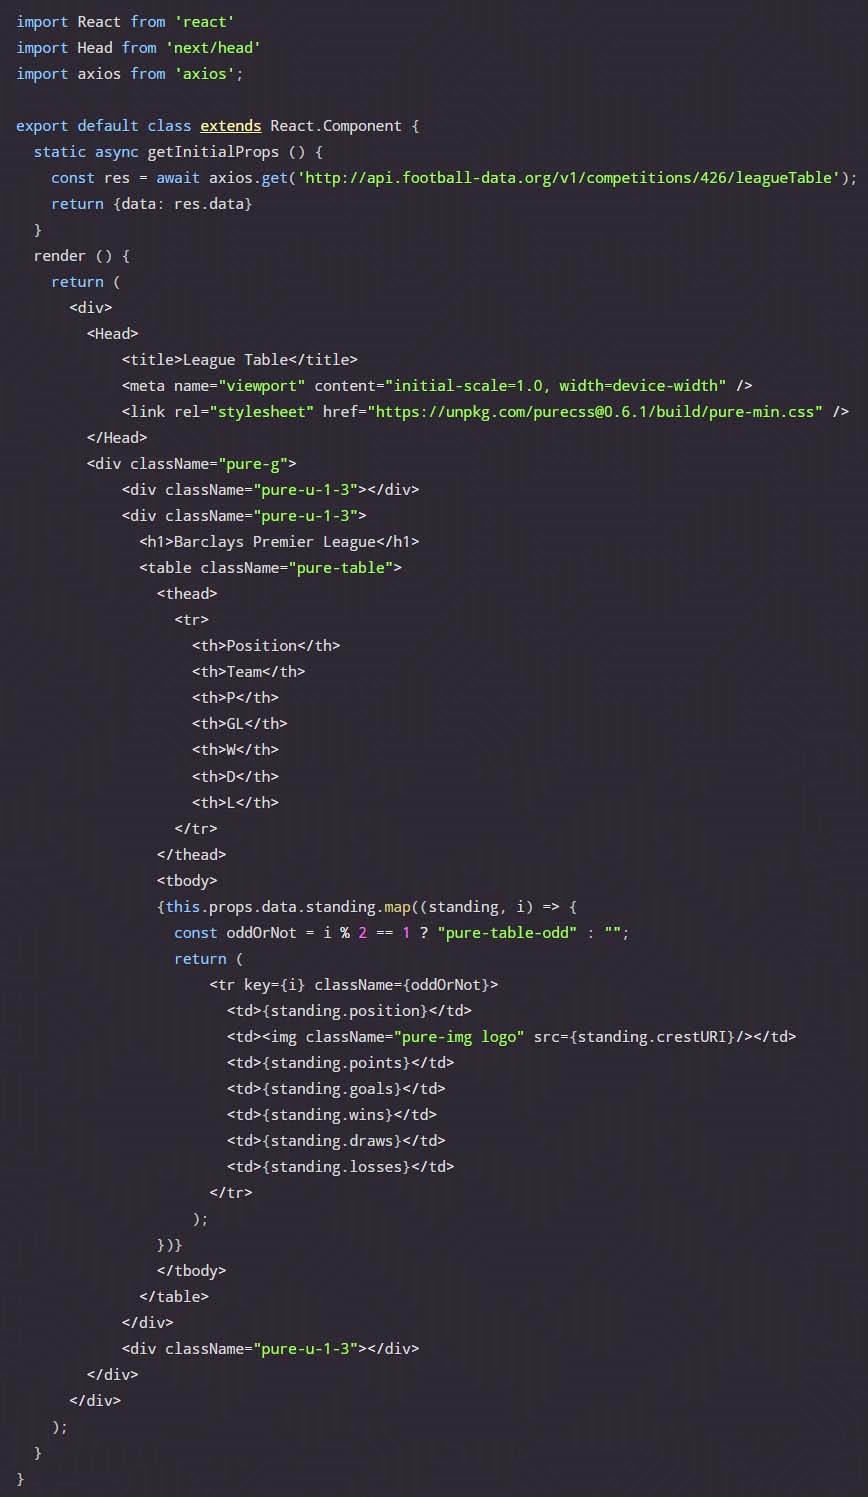 import React from 'react'
import Head from 'next/head'
import axios from 'axios';

export default class extends React.Component {
  static async getInitialProps () {
    const res = await axios.get('http://api.football-data.org/v1/competitions/426/leagueTable');
    return {data: res.data}
  }
  render () {
    return (
      <div>
        <Head>
            <title>League Table</title>
            <meta name="viewport" content="initial-scale=1.0, width=device-width" />
            <link rel="stylesheet" href="https://unpkg.com/purecss@0.6.1/build/pure-min.css" />
        </Head>
        <div className="pure-g">
            <div className="pure-u-1-3"></div>
            <div className="pure-u-1-3">
              <h1>Barclays Premier League</h1>
              <table className="pure-table">
                <thead>
                  <tr>
                    <th>Position</th>
                    <th>Team</th>
                    <th>P</th>
                    <th>GL</th>
                    <th>W</th>
                    <th>D</th>
                    <th>L</th>
                  </tr>
                </thead>
                <tbody>
                {this.props.data.standing.map((standing, i) => {
                  const oddOrNot = i % 2 == 1 ? "pure-table-odd" : "";
                  return (
                      <tr key={i} className={oddOrNot}>
                        <td>{standing.position}</td>
                        <td><img className="pure-img logo" src={standing.crestURI}/></td>
                        <td>{standing.points}</td>
                        <td>{standing.goals}</td>
                        <td>{standing.wins}</td>
                        <td>{standing.draws}</td>
                        <td>{standing.losses}</td>
                      </tr>
                    );
                })}
                </tbody>
              </table>
            </div>
            <div className="pure-u-1-3"></div>
        </div>
      </div>
    );
  }
}